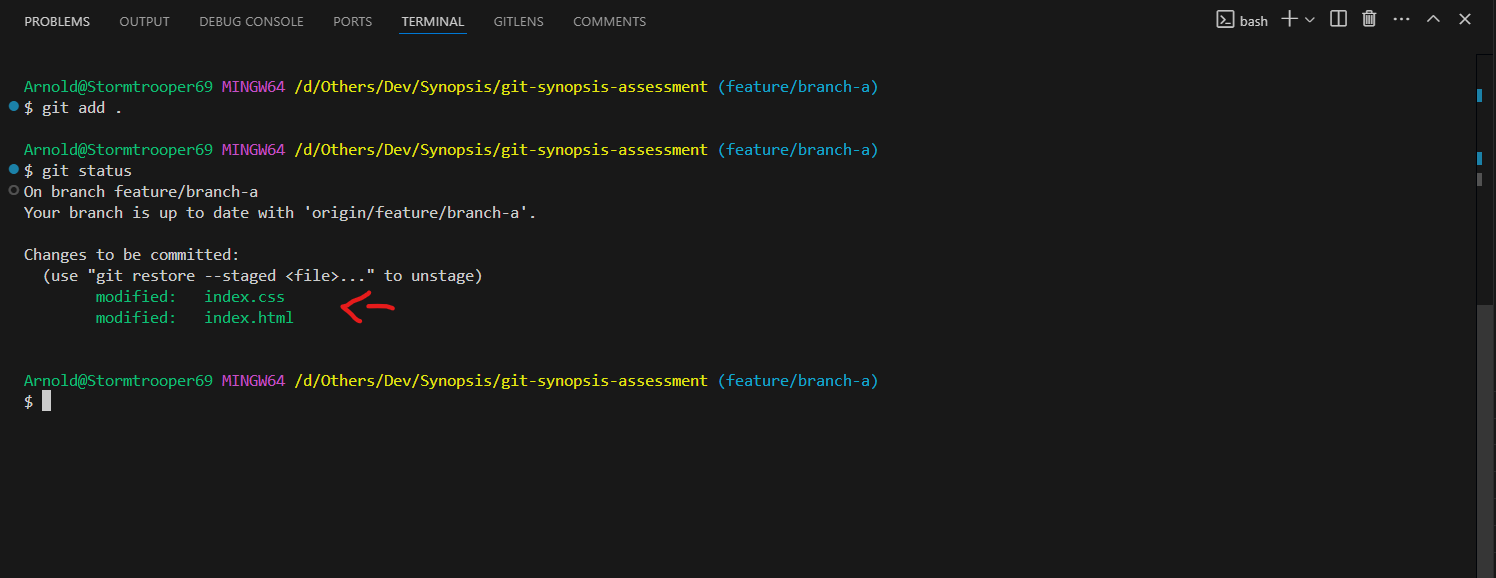 PROBLEMS OUTPUT DEBUG CONSOLE PORTS TERMINAL GITLENS COMMENTS bash
Arnold@Stormtrooper69 MINGW64 /d/Others/Dev/Synopsis/git-synopsis-assessment (feature/branch-a)
$ git add .
Arnold@Stormtrooper69 MINGW64 /d/Others/Dev/Synopsis/git-synopsis-assessment (feature/branch-a)
$ git status
On branch feature/branch-a
Your branch is up to date with 'origin/feature/branch-a'.
Changes to be committed:
  (use "git restore --staged <file>..." to unstage)
        modified:   index.css
        modified:   index.html
Arnold@Stormtrooper69 MINGW64 /d/Others/Dev/Synopsis/git-synopsis-assessment (feature/branch-a)
$